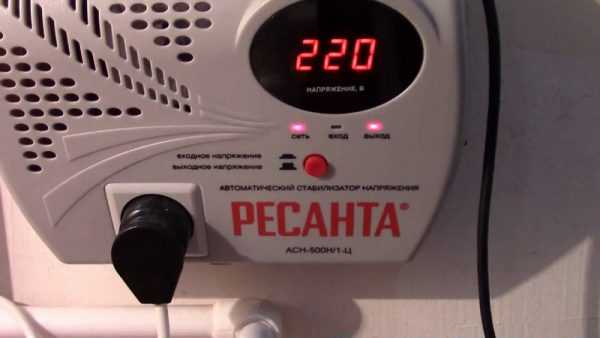 220
НАПРЯЖЕНИЕ, В
сеть вход выход
входное напряжение
выходное напряжение
АВТОМАТИЧЕСКИЙ СТАБИЛИЗАТОР НАПРЯЖЕНИЯ
РЕСАНТА®
АСН-500Н/1-Ц